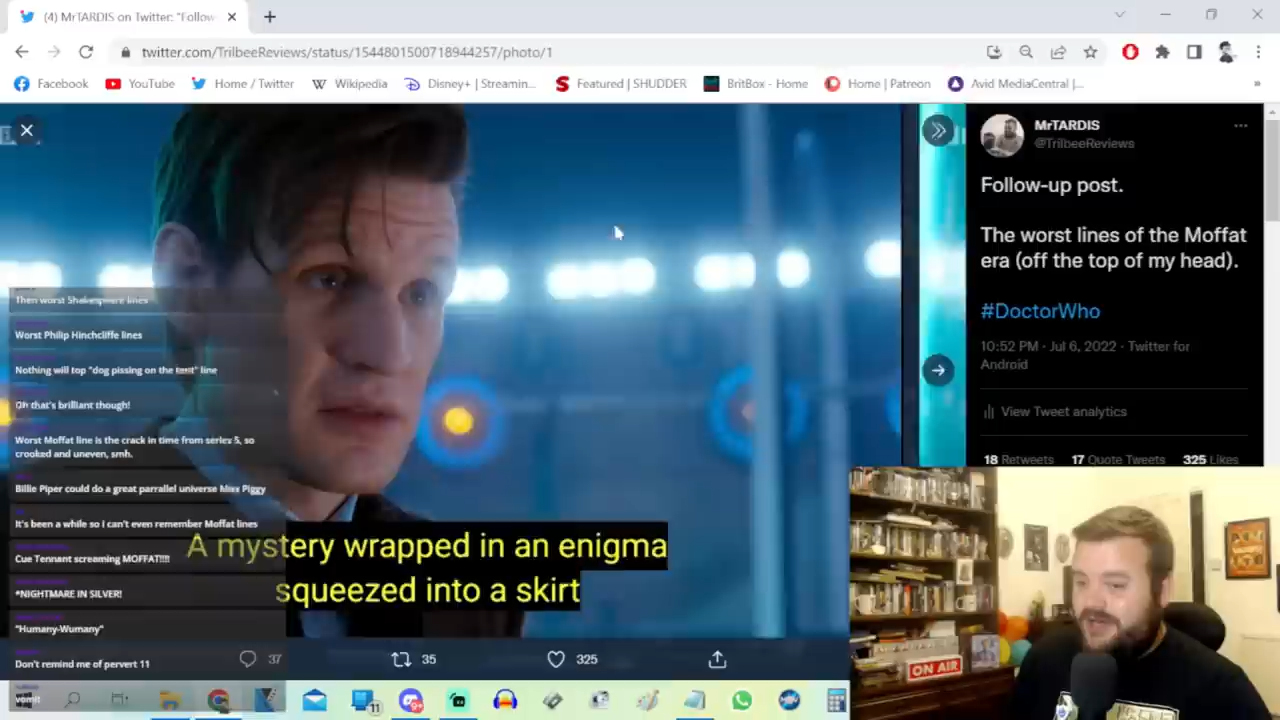 (4) MrTARDIS on Twitter: "Follow
twitter.com/TrilbeeReviews/status/1544801500718944257/photo/1
Facebook
YouTube
Home / Twitter
Wikipedia
Disney+ | Streamin...
Featured | SHUDDER
BritBox - Home
Home | Patreon
Avid MediaCentral |...
MrTARDIS
@TrilbeeReviews
Follow-up post.
The worst lines of the Moffat
era (off the top of my head).
#DoctorWho
10:52 PM · Jul 6, 2022 · Twitter for
Android
View Tweet analytics
18 Retweets 17 Quote Tweets 325 Likes
Then worst Shakespeare lines
Worst Philip Hinchcliffe lines
Nothing will top "dog pissing on the tent" line
Oh that's brilliant though!
Worst Moffat line is the crack in time from series 5, so
crooked and uneven, smh.
Billie Piper could do a great parrallel universe Miss Piggy
It's been a while so I can't even remember Moffat lines
Cue Tennant screaming MOFFAT!!!!
*NIGHTMARE IN SILVER!
"Humany-Wumany"
Don't remind me of pervert 11
vomit
A mystery wrapped in an enigma
squeezed into a skirt
37
35
325
ON AIR
11
9+